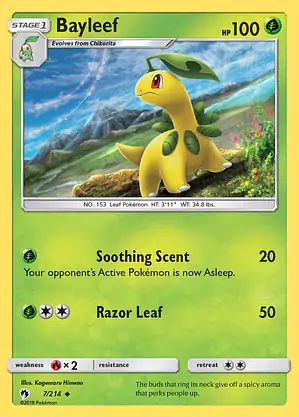 STAGE 1 Bayleef HP 100
Evolves from Chikorita
NO. 153 Leaf Pokémon HT: 3'11" WT: 34.8 lbs.
Soothing Scent 20
Your opponent's Active Pokémon is now Asleep.
Razor Leaf 50
weakness ×2 resistance retreat
Illus. Kagemaru Himeno
7/214
©2018 Pokémon
The buds that ring its neck give off a spicy aroma
that perks people up.